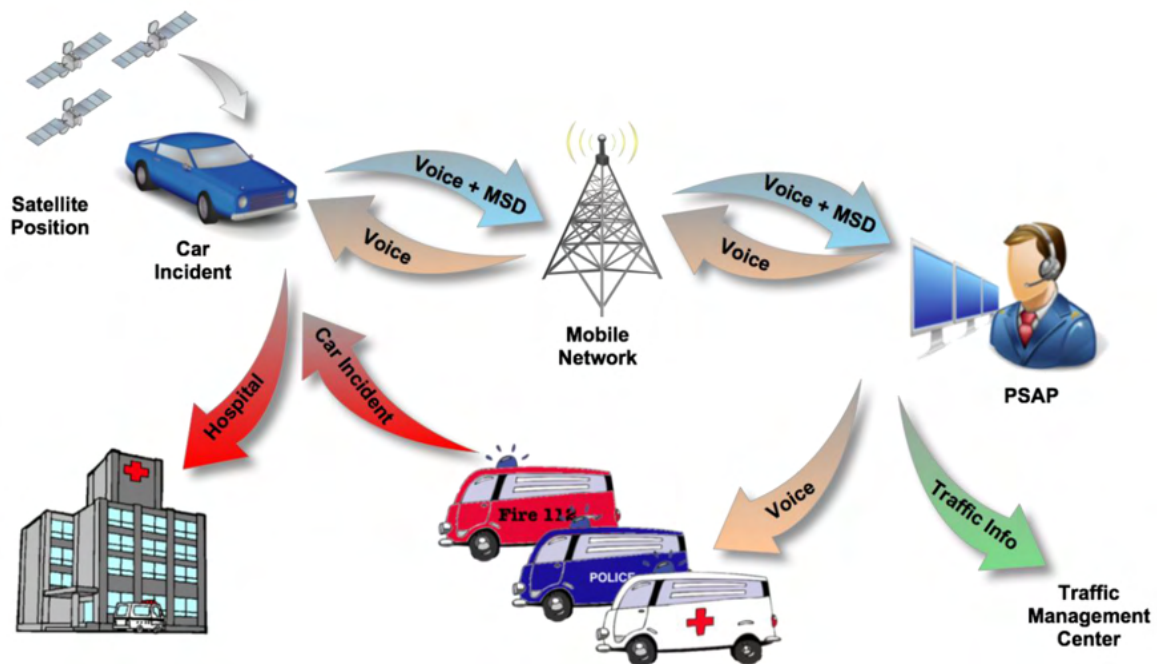 Voice + MSD
Voice + MSD
Satellite
Position
Car
Incident
Voice
Voice
Mobile
Network
PSAP
Hospital
Car Incident
Fire 112
POLICE
Voice
Traffic Info
Traffic
Management
Center